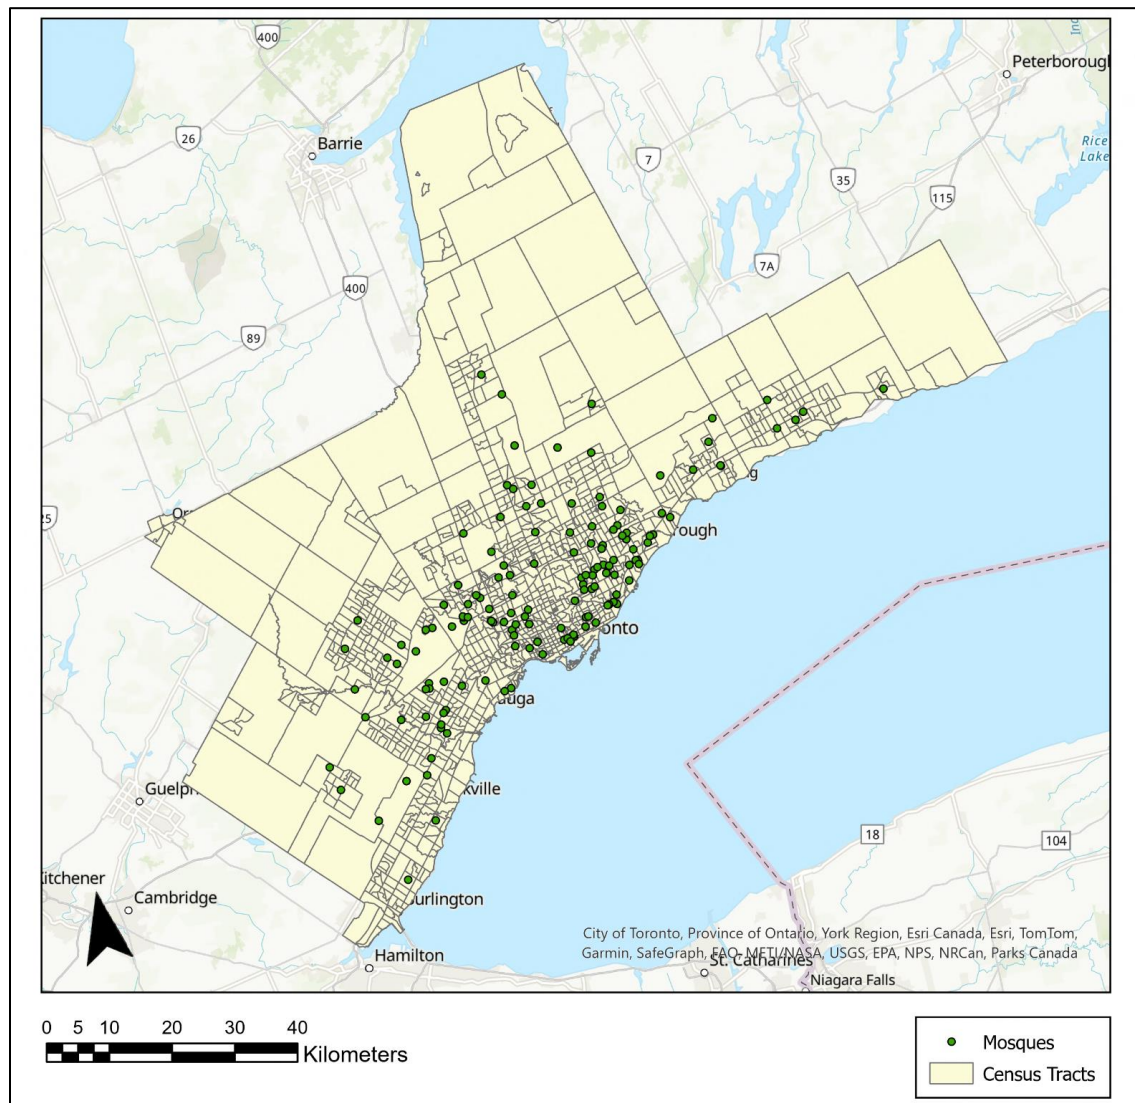 400
Peterborough
26
Barrie
7
Rice
Lake
35
115
7A
400
89
25
Or
g
rough
onto
uga
Guelph
kville
18
104
Kitchener
Cambridge
urlington
City of Toronto, Province of Ontario, York Region, Esri Canada, Esri, TomTom,
Garmin, SafeGraph, FAO, METI/NASA, USGS, EPA, NPS, NRCan, Parks Canada
Hamilton
St. Catharines
Niagara Falls
0 5 10 20 30 40
Kilometers
Mosques
Census Tracts